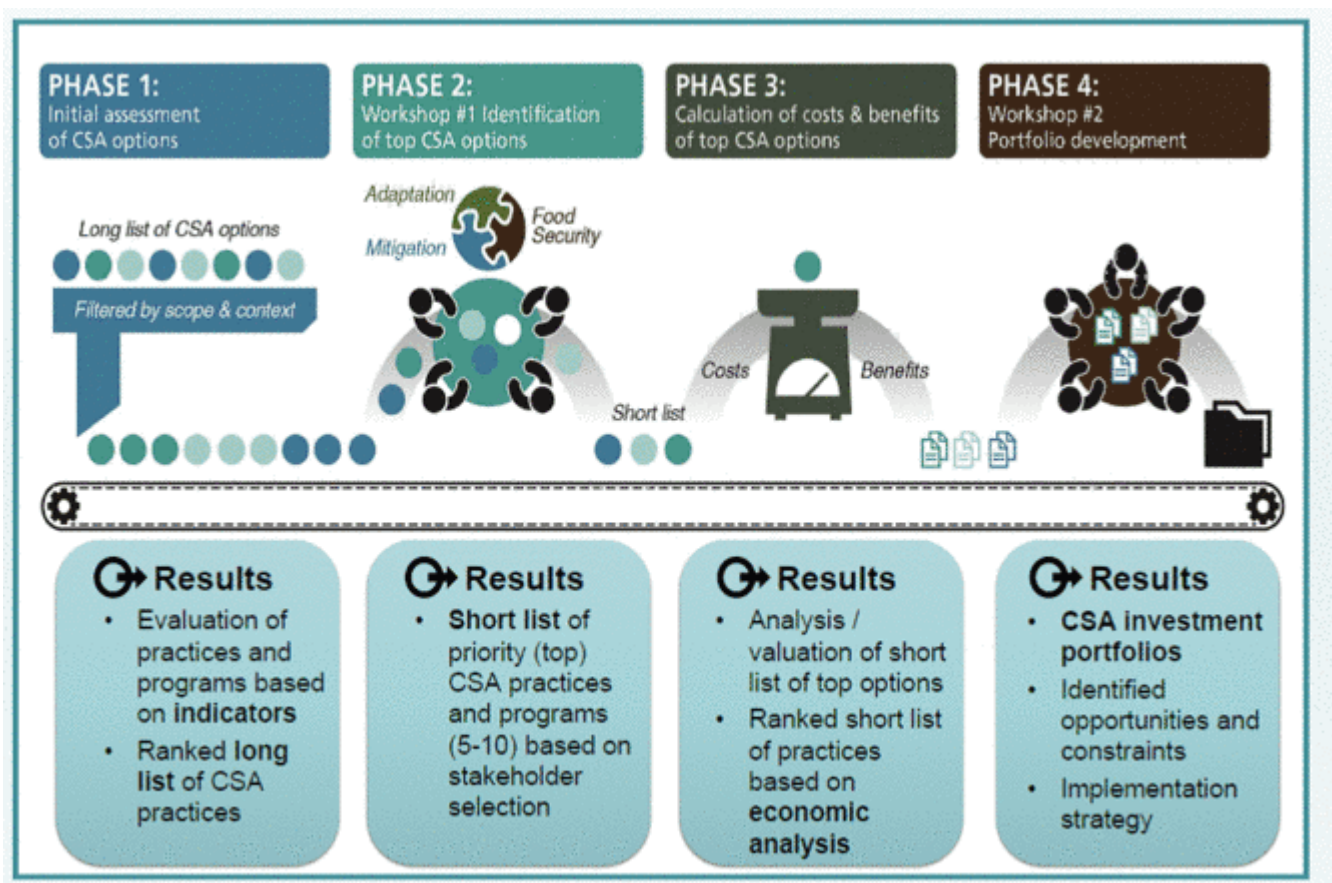 PHASE 1:
Initial assessment
of CSA options
PHASE 2:
Workshop #1 Identification
of top CSA options
PHASE 3:
Calculation of costs & benefits
of top CSA options
PHASE 4:
Workshop #2
Portfolio development
Long list of CSA options
Filtered by scope & context
Adaptation
Mitigation
Food
Security
Short list
Costs
Benefits
Results
• Evaluation of
practices and
programs based
on indicators
• Ranked long
list of CSA
practices
Results
• Short list of
priority (top)
CSA practices
and programs
(5-10) based on
stakeholder
selection
Results
• Analysis /
valuation of short
list of top options
• Ranked short list
of practices
based on
economic
analysis
Results
• CSA investment
portfolios
• Identified
opportunities and
constraints
• Implementation
strategy